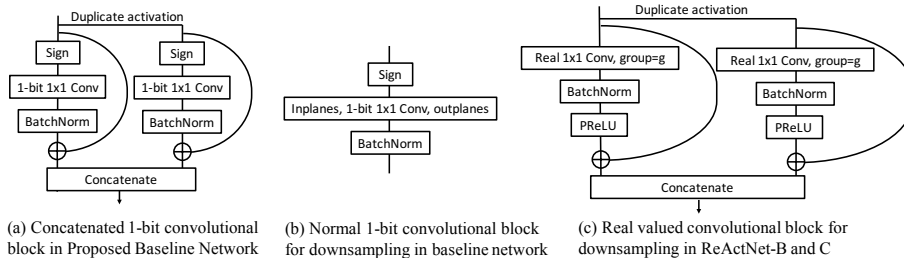 Duplicate activation
Sign
Sign
1-bit 1x1 Conv
1-bit 1x1 Conv
BatchNorm
BatchNorm
Concatenate
(a) Concatenated 1-bit convolutional
block in Proposed Baseline Network
Sign
Inplanes, 1-bit 1x1 Conv, outplanes
BatchNorm
(b) Normal 1-bit convolutional block
for downsampling in baseline network
Duplicate activation
Real 1x1 Conv, group=g
Real 1x1 Conv, group=g
BatchNorm
BatchNorm
PReLU
PReLU
Concatenate
(c) Real valued convolutional block for
downsampling in ReActNet-B and C